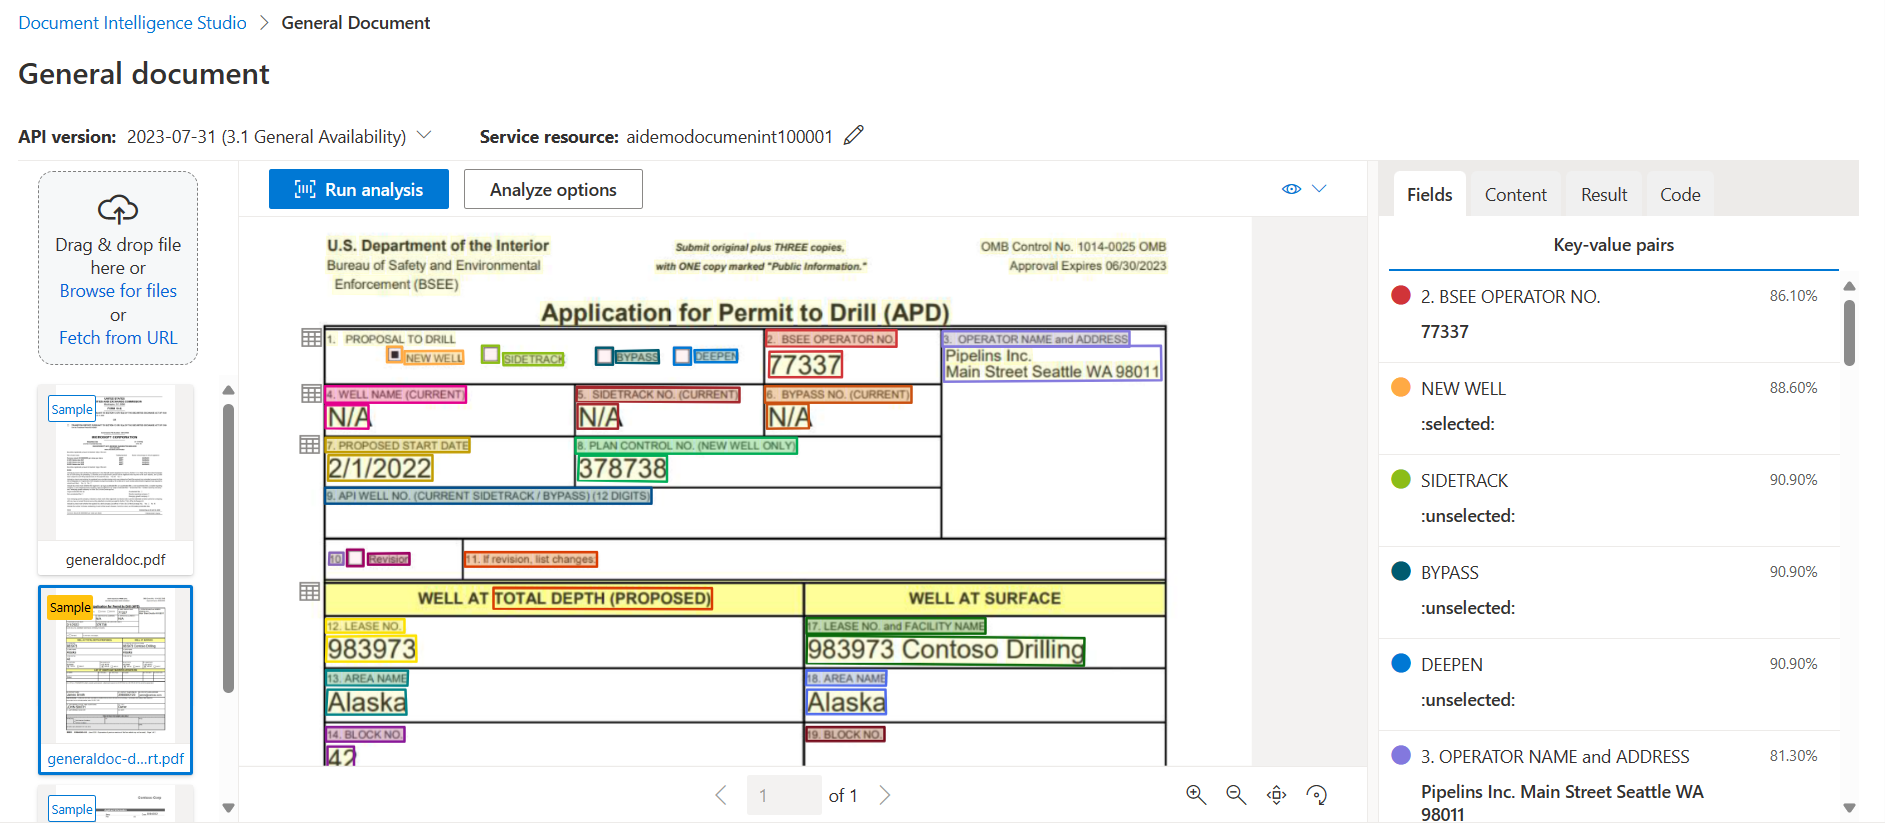 Document Intelligence Studio > General Document
General document
API version: 2023-07-31 (3.1 General Availability)
Service resource: aidemodocumenint100001
Drag & drop file
here or
Browse for files
or
Fetch from URL
Sample
generaldoc.pdf
Sample
generaldoc-d...rt.pdf
Sample
Run analysis
Analyze options
U.S. Department of the Interior
Bureau of Safety and Environmental
Enforcement (BSEE)
Submit original plus THREE copies,
with ONE copy marked "Public Information."
OMB Control No. 1014-0025 OMB
Approval Expires 06/30/2023
Application for Permit to Drill (APD)
1. PROPOSAL TO DRILL
NEW WELL
SIDETRACK
BYPASS
DEEPEN
2. BSEE OPERATOR NO.
77337
3. OPERATOR NAME and ADDRESS
Pipelins Inc.
Main Street Seattle WA 98011
4. WELL NAME (CURRENT)
N/A
5. SIDETRACK NO. (CURRENT)
N/A
6. BYPASS NO. (CURRENT)
N/A
7. PROPOSED START DATE
2/1/2022
8. PLAN CONTROL NO. (NEW WELL ONLY)
378738
9. API WELL NO. (CURRENT SIDETRACK / BYPASS) (12 DIGITS)
10. Revision
11. If revision, list changes:
WELL AT TOTAL DEPTH (PROPOSED)
WELL AT SURFACE
12. LEASE NO.
983973
17. LEASE NO. and FACILITY NAME
983973 Contoso Drilling
13. AREA NAME
Alaska
18. AREA NAME
Alaska
14. BLOCK NO.
42
19. BLOCK NO.
1 of 1
Fields
Content
Result
Code
Key-value pairs
2. BSEE OPERATOR NO. 86.10%
77337
NEW WELL 88.60%
:selected:
SIDETRACK 90.90%
:unselected:
BYPASS 90.90%
:unselected:
DEEPEN 90.90%
:unselected:
3. OPERATOR NAME and ADDRESS 81.30%
Pipelins Inc. Main Street Seattle WA
98011